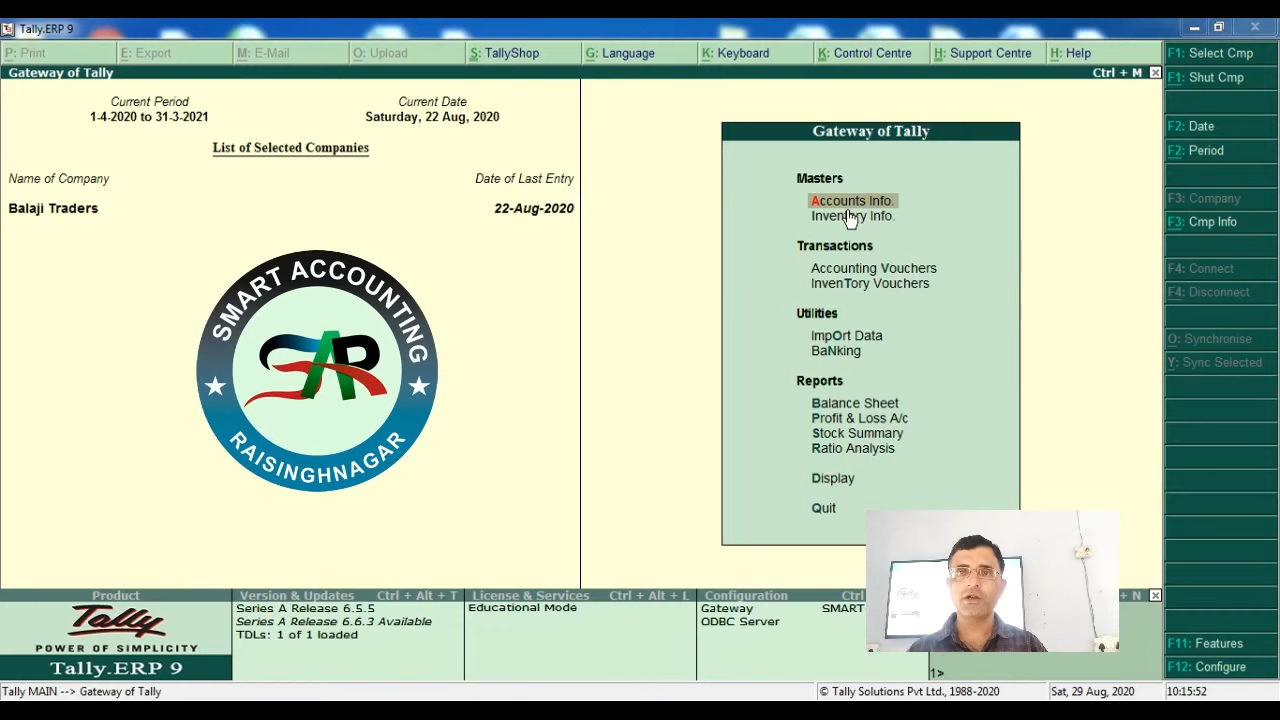 Tally.ERP 9
P: Print
E: Export
M: E-Mail
O: Upload
S: TallyShop
G: Language
K: Keyboard
K: Control Centre
H: Support Centre
H: Help
Gateway of Tally
Ctrl + M
Current Period
1-4-2020 to 31-3-2021
Current Date
Saturday, 22 Aug, 2020
List of Selected Companies
Name of Company
Date of Last Entry
Balaji Traders
22-Aug-2020
SMART ACCOUNTING
SAR
RAISINGHNAGAR
Gateway of Tally
Masters
Accounts Info.
Inventory Info.
Transactions
Accounting Vouchers
InvenTory Vouchers
Utilities
ImpOrt Data
BaNking
Reports
Balance Sheet
Profit & Loss A/c
Stock Summary
Ratio Analysis
Display
Quit
F1: Select Cmp
F1: Shut Cmp
F2: Date
F2: Period
F3: Company
F3: Cmp Info
F4: Connect
F4: Disconnect
O: Synchronise
Y: Sync Selected
F11: Features
F12: Configure
Product
Tally
POWER OF SIMPLICITY
Tally.ERP 9
Version & Updates
Ctrl + Alt + T
Series A Release 6.5.5
Series A Release 6.6.3 Available
TDLs: 1 of 1 loaded
License & Services
Ctrl + Alt + L
Educational Mode
Configuration
Ctrl
Gateway
SMART
ODBC Server
Tally
+ N
1>
Tally MAIN --> Gateway of Tally
© Tally Solutions Pvt Ltd., 1988-2020
Sat, 29 Aug, 2020
10:15:52